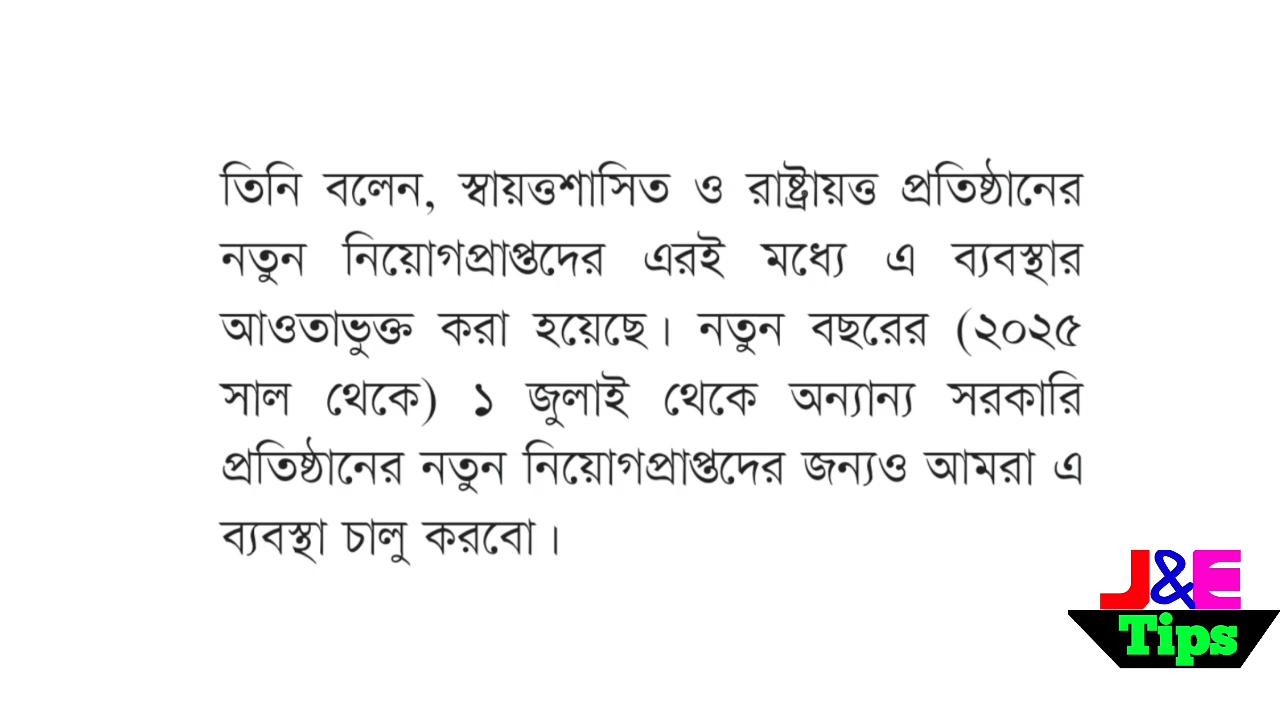 তিনি বলেন, স্বায়ত্তশাসিত ও রাষ্ট্রায়ত্ত প্রতিষ্ঠানের
নতুন নিয়োগপ্রাপ্তদের এরই মধ্যে এ ব্যবস্থার
আওতাভুক্ত করা হয়েছে। নতুন বছরের (২০২৫
সাল থেকে) ১ জুলাই থেকে অন্যান্য সরকারি
প্রতিষ্ঠানের নতুন নিয়োগপ্রাপ্তদের জন্যও আমরা এ
ব্যবস্থা চালু করবো।
J&E
Tips